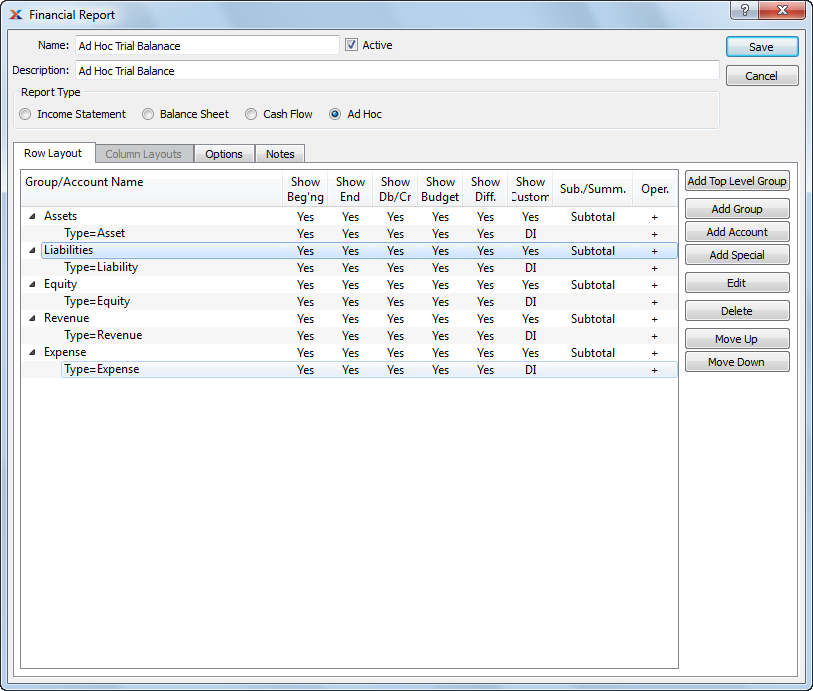 Financial Report
?
Name: Ad Hoc Trial Balanace Active Save
Description: Ad Hoc Trial Balance Cancel
Report Type
Income Statement Balance Sheet Cash Flow Ad Hoc
Row Layout Column Layouts Options Notes
Group/Account Name Show Beg'ng Show End Show Db/Cr Show Budget Show Diff. Show Custom Sub./Summ. Oper.
Assets Yes Yes Yes Yes Yes Yes Subtotal +
Type=Asset Yes Yes Yes Yes Yes DI +
Liabilities Yes Yes Yes Yes Yes Yes Subtotal +
Type=Liability Yes Yes Yes Yes Yes DI +
Equity Yes Yes Yes Yes Yes Yes Subtotal +
Type=Equity Yes Yes Yes Yes Yes DI +
Revenue Yes Yes Yes Yes Yes Yes Subtotal +
Type=Revenue Yes Yes Yes Yes Yes DI +
Expense Yes Yes Yes Yes Yes Yes Subtotal +
Type=Expense Yes Yes Yes Yes Yes DI +
Add Top Level Group
Add Group
Add Account
Add Special
Edit
Delete
Move Up
Move Down